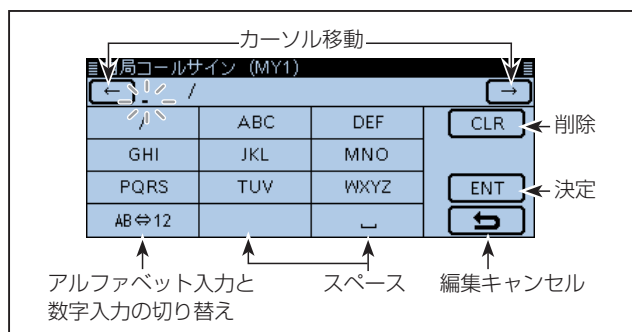 カーソル移動
自局コールサイン (MY1)
← _ / →
/ ABC DEF CLR 削除
GHI JKL MNO
PQRS TUV WXYZ ENT 決定
AB⇔12 ␣
アルファベット入力と
数字入力の切り替え
スペース
編集キャンセル